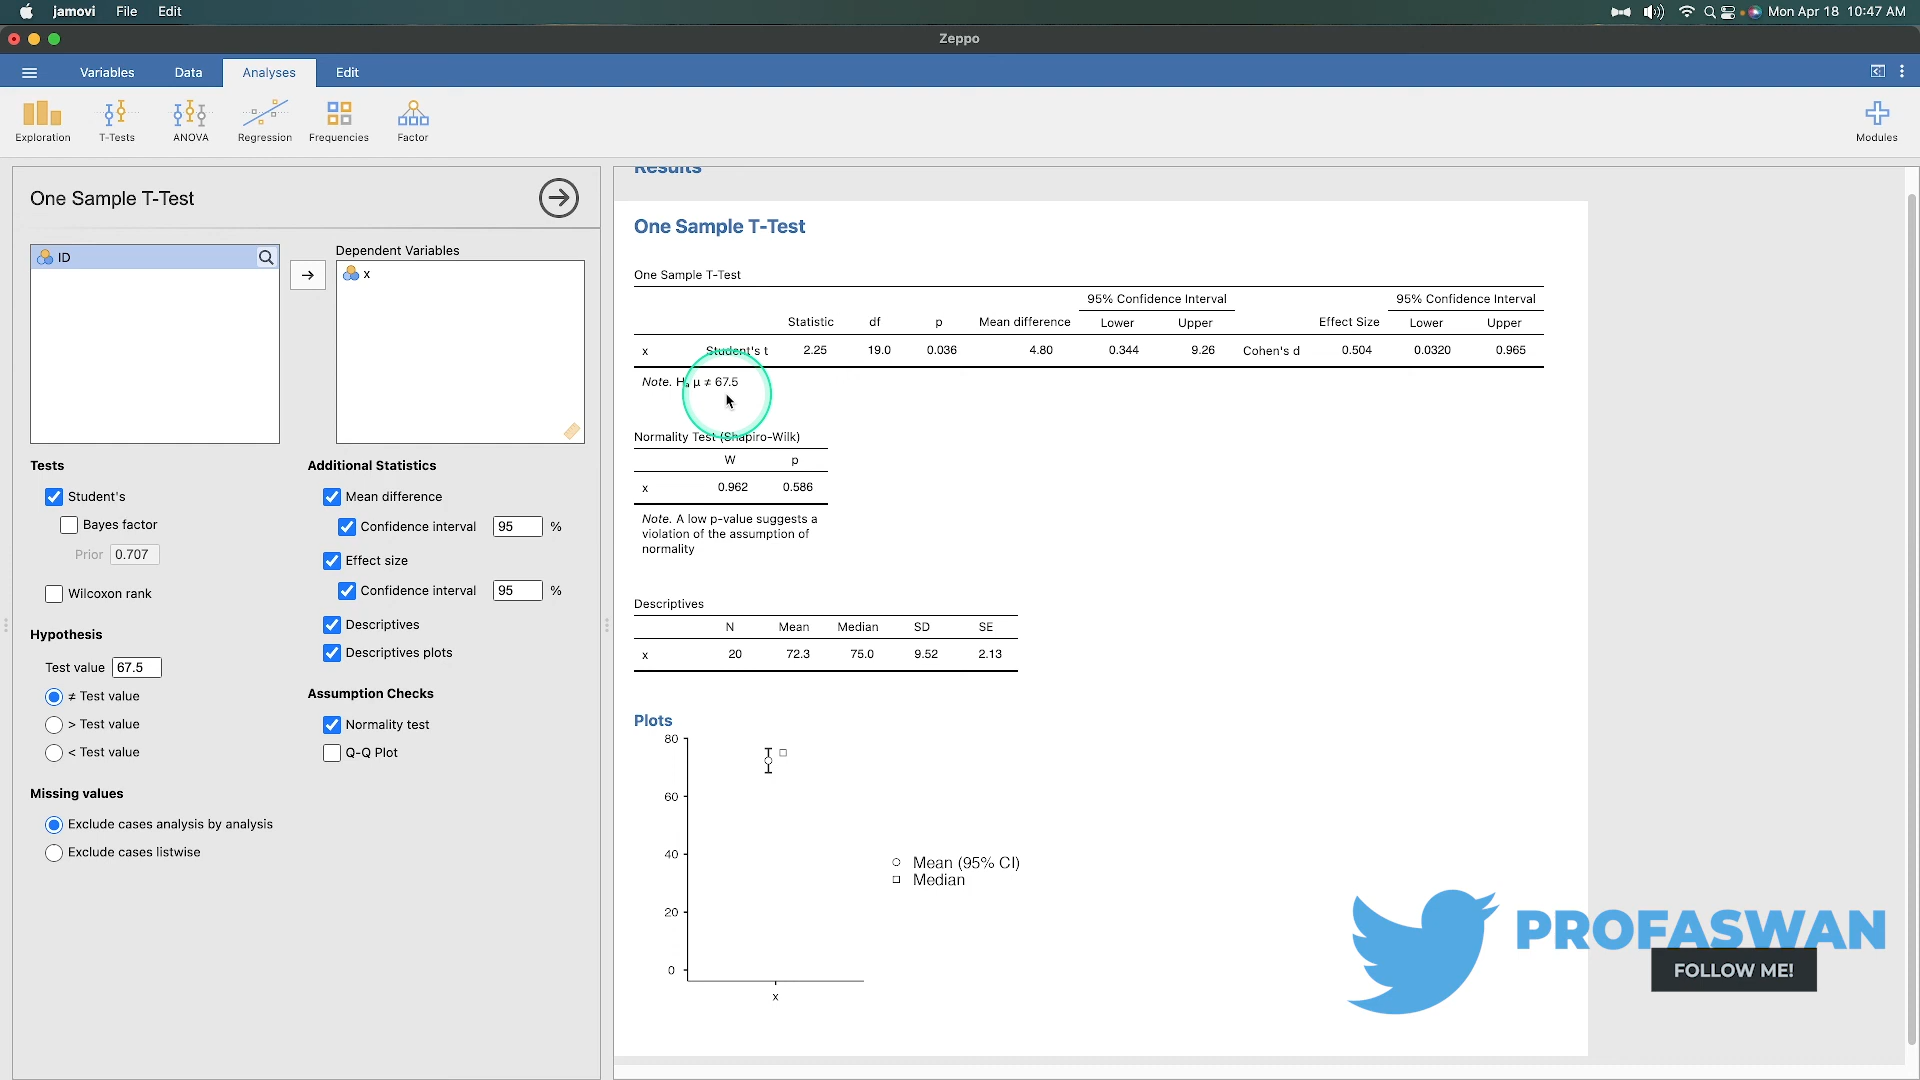 jamovi File Edit Mon Apr 18 10:47 AM
Zeppo
Variables Data Analyses Edit
Exploration T-Tests ANOVA Regression Frequencies Factor Modules
One Sample T-Test
ID
Dependent Variables
x
Tests
Student's
Bayes factor
Prior 0.707
Wilcoxon rank
Hypothesis
Test value 67.5
≠ Test value
> Test value
< Test value
Missing values
Exclude cases analysis by analysis
Exclude cases listwise
Additional Statistics
Mean difference
Confidence interval 95 %
Effect size
Confidence interval 95 %
Descriptives
Descriptives plots
Assumption Checks
Normality test
Q-Q Plot
Results
One Sample T-Test
One Sample T-Test
95% Confidence Interval 95% Confidence Interval
Statistic df p Mean difference Lower Upper Effect Size Lower Upper
x Student's t 2.25 19.0 0.036 4.80 0.344 9.26 Cohen's d 0.504 0.0320 0.965
Note. Hₐ μ ≠ 67.5
Normality Test (Shapiro-Wilk)
W p
x 0.962 0.586
Note. A low p-value suggests a
violation of the assumption of
normality
Descriptives
N Mean Median SD SE
x 20 72.3 75.0 9.52 2.13
Plots
80
60
40
20
0
x
Mean (95% CI)
Median
PROFASWAN
FOLLOW ME!